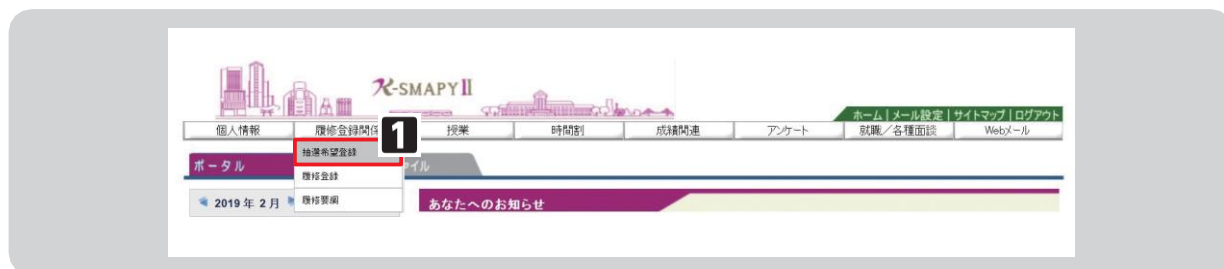 K-SMAPY II
ホーム | メール設定 | サイトマップ | ログアウト
個人情報 履修登録関係 1 授業 時間割 成績関連 アンケート 就職／各種面談 Webメール
抽選希望登録
ポータル イル
履修登録
2019 年 2 月 履修要綱 あなたへのお知らせ